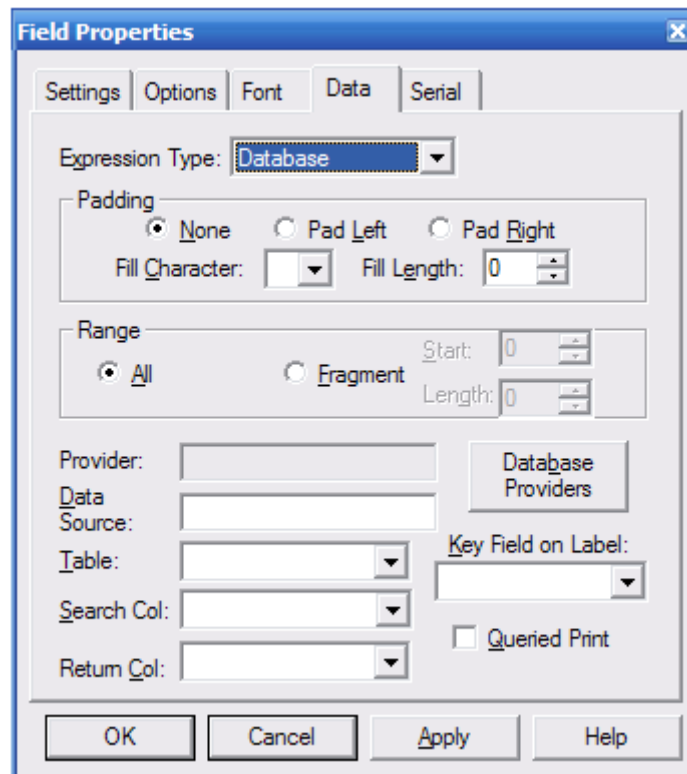 Field Properties
Settings Options Font Data Serial
Expression Type: Database
Padding
None Pad Left Pad Right
Fill Character: Fill Length: 0
Range
All Fragment
Start: 0
Length: 0
Provider:
Database
Providers
Data
Source:
Table:
Key Field on Label:
Search Col:
Queried Print
Return Col:
OK Cancel Apply Help